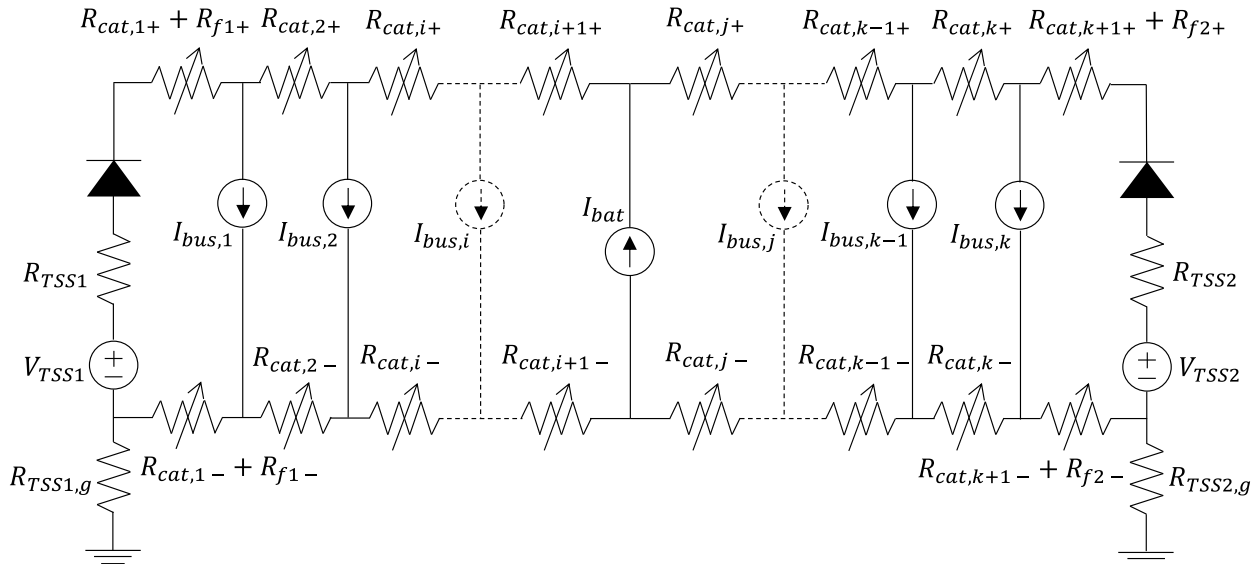 R_{cat,1+} + R_{f1+} R_{cat,2+} R_{cat,i+} R_{cat,i+1+} R_{cat,j+} R_{cat,k-1+} R_{cat,k+} R_{cat,k+1+} + R_{f2+}
I_{bus,1} I_{bus,2} I_{bus,i} I_{bat} I_{bus,j} I_{bus,k-1} I_{bus,k}
R_{TSS1} R_{TSS2}
+ − + −
V_{TSS1} V_{TSS2}
R_{cat,2-} R_{cat,i-} R_{cat,i+1-} R_{cat,j-} R_{cat,k-1-} R_{cat,k-}
R_{cat,1-} + R_{f1-} R_{cat,k+1-} + R_{f2-}
R_{TSS1,g} R_{TSS2,g}